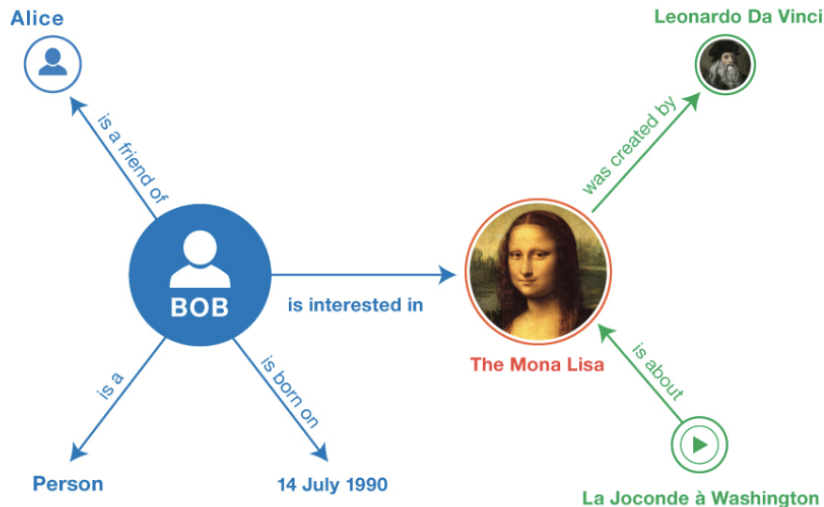 Alice
Leonardo Da Vinci
is a friend of
was created by
BOB
is interested in
The Mona Lisa
is a
is born on
is about
Person
14 July 1990
La Joconde à Washington